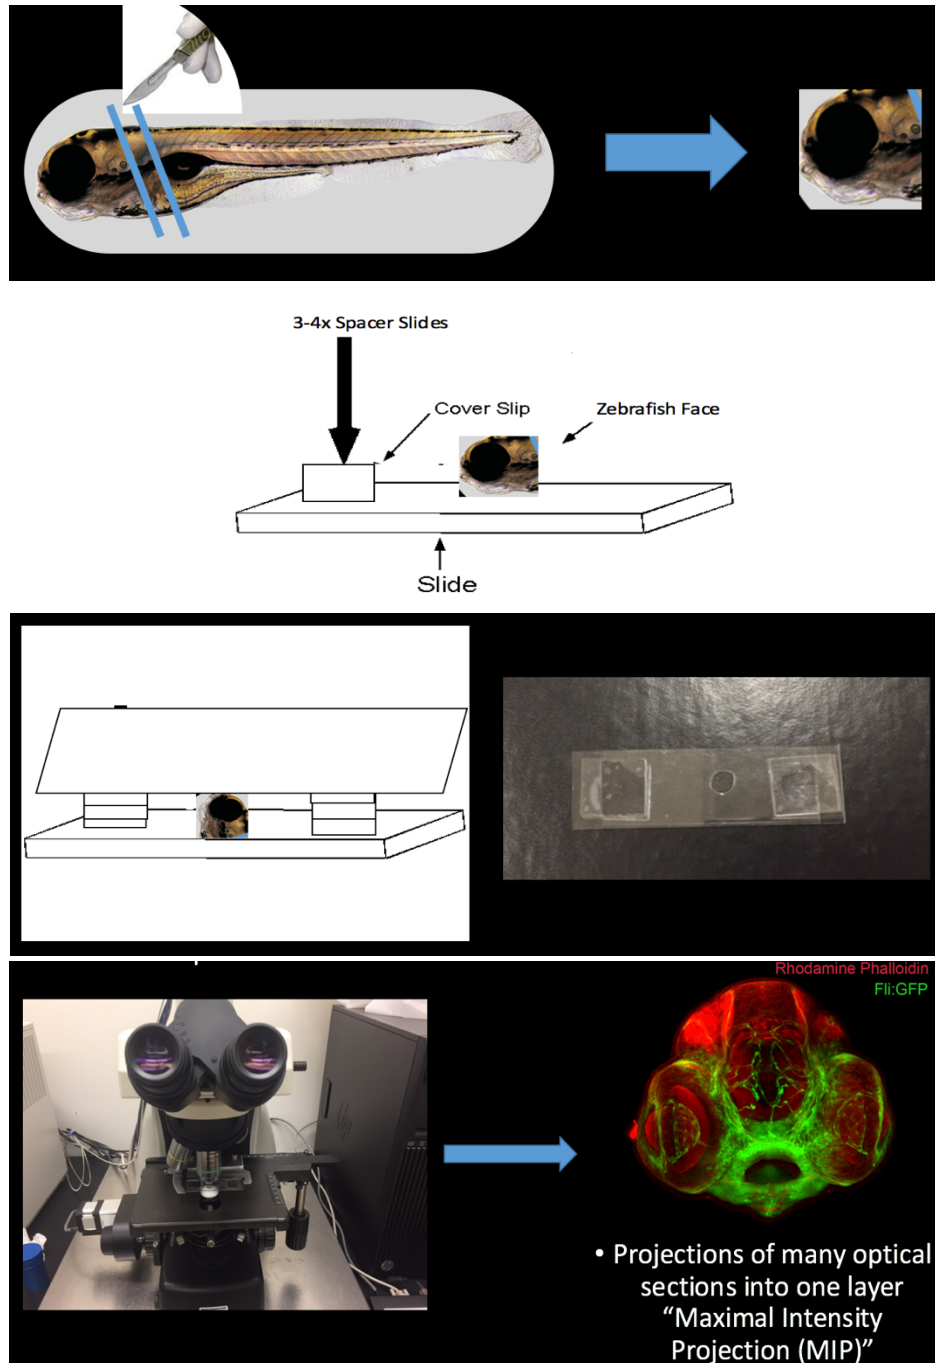 3-4x Spacer Slides
Cover Slip
Zebrafish Face
Slide
Rhodamine Phalloidin
Fli:GFP
• Projections of many optical
sections into one layer
“Maximal Intensity
Projection (MIP)”